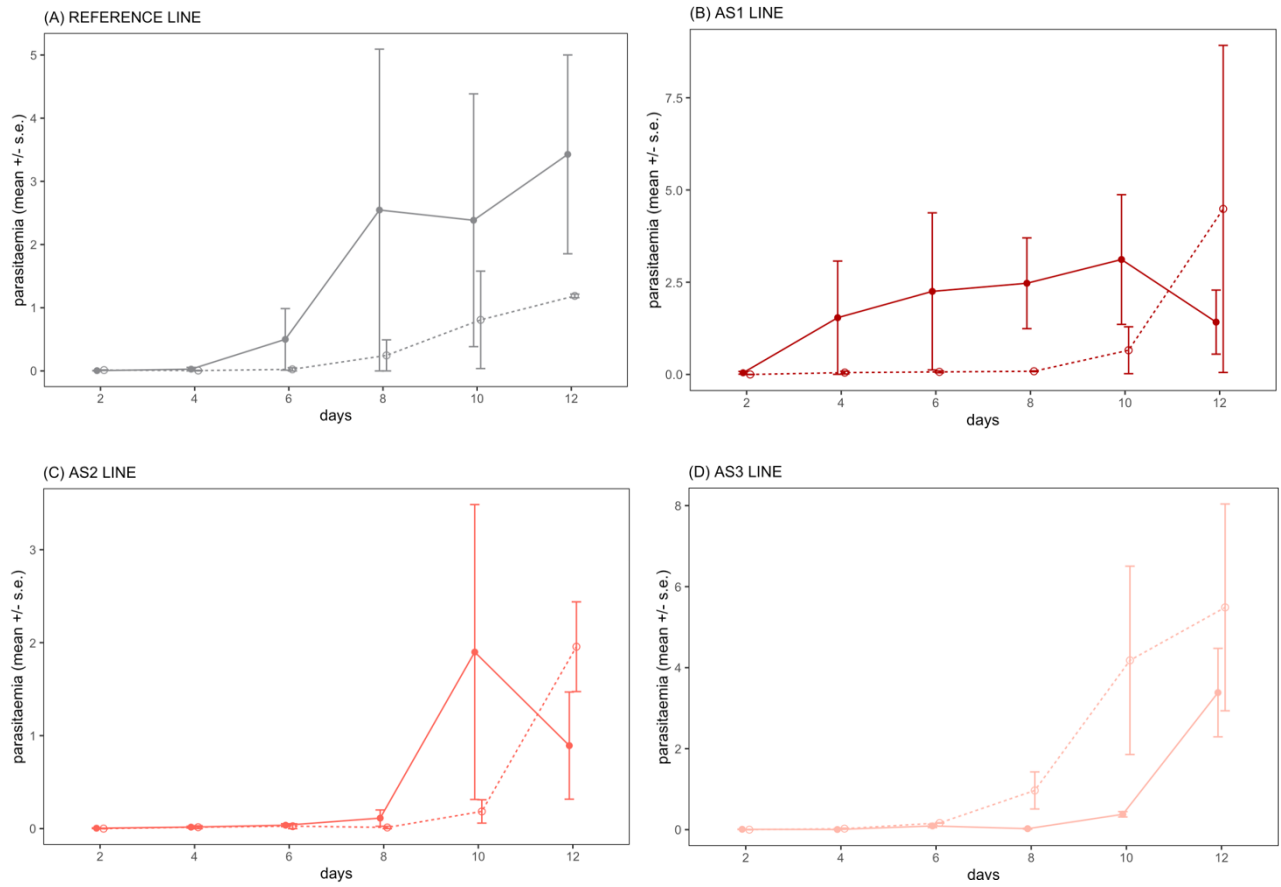 (A) REFERENCE LINE
parasitaemia (mean +/- s.e.)
5
4
3
2
1
0
2 4 6 8 10 12
days
(B) AS1 LINE
parasitaemia (mean +/- s.e.)
7.5
5.0
2.5
0.0
2 4 6 8 10 12
days
(C) AS2 LINE
parasitaemia (mean +/- s.e.)
3
2
1
0
2 4 6 8 10 12
days
(D) AS3 LINE
parasitaemia (mean +/- s.e.)
8
6
4
2
0
2 4 6 8 10 12
days